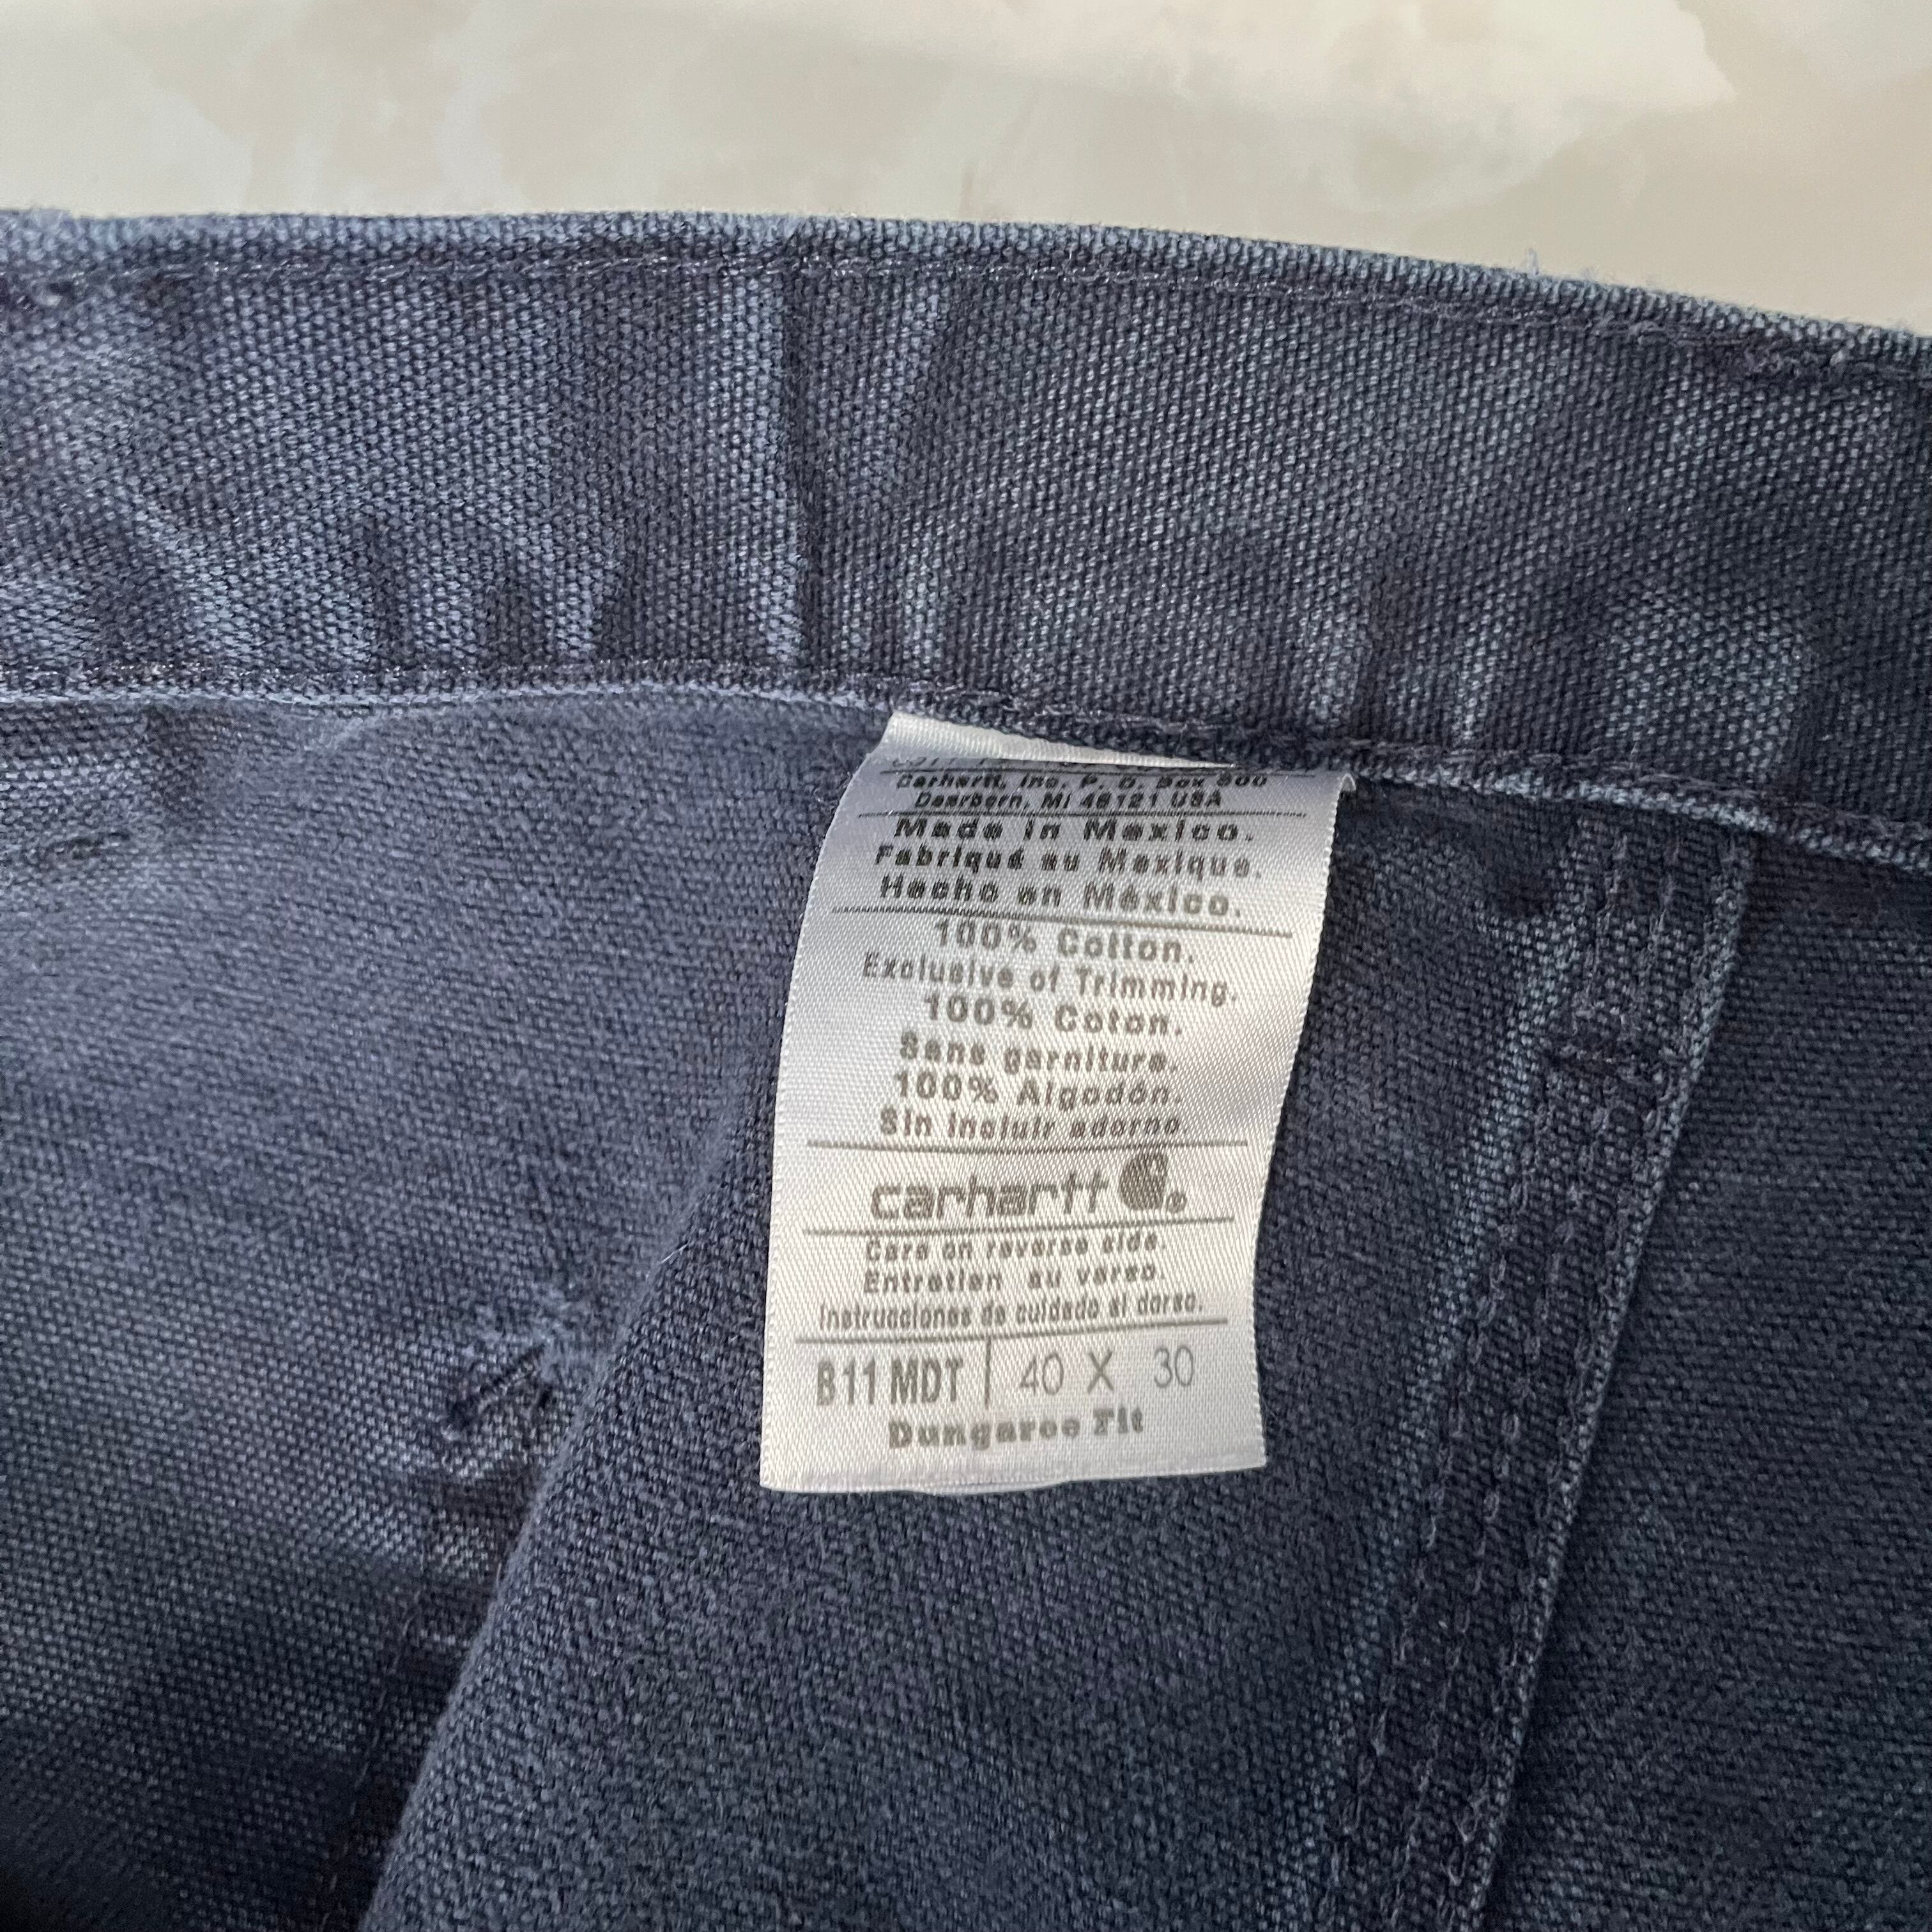 Carhartt, Inc. P. O. Box 600
Dearborn, MI 48121 USA
Made in Mexico.
Fabriqué au Mexique.
Hecho en México.
100% Cotton.
Exclusive of Trimming.
100% Coton.
Sans garniture.
100% Algodón.
Sin incluir adorno
carhartt ®
Care on reverse side.
Entretien au verso.
Instrucciones de cuidado al dorso.
B11 MDT 40 X 30
Dungaree Fit